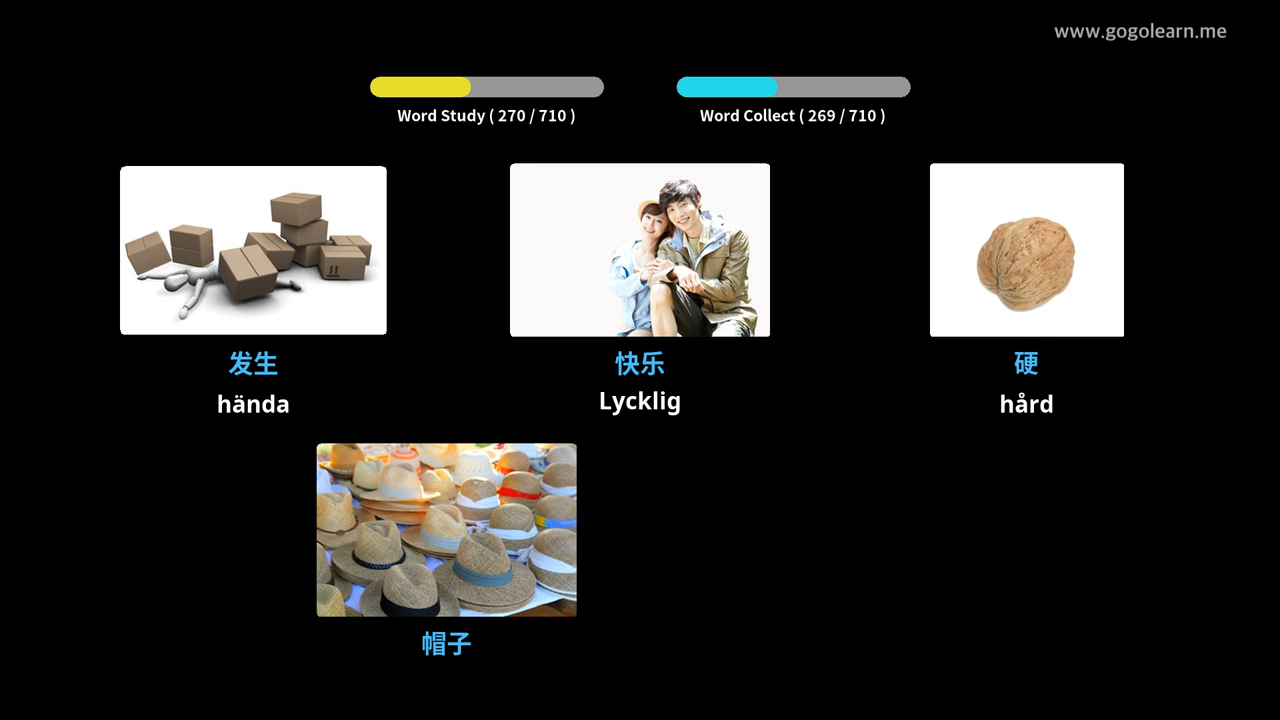 www.gogolearn.me
Word Study ( 270 / 710 )
Word Collect ( 269 / 710 )
发生
快乐
硬
hända
Lycklig
hård
帽子